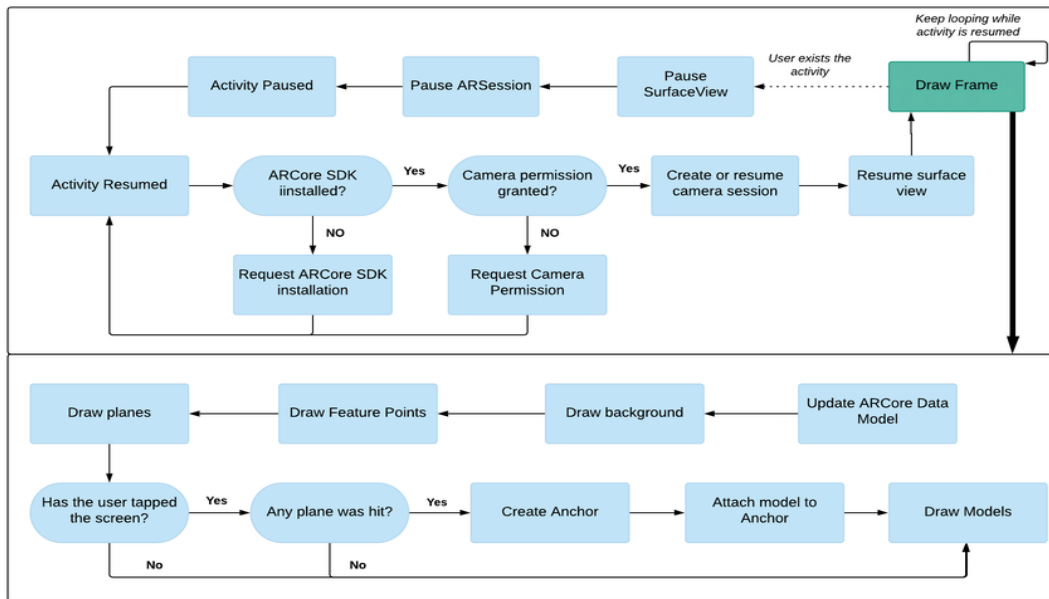 Keep looping while
activity is resumed
User exists the
activity
Activity Paused
Pause ARSession
Pause
SurfaceView
Draw Frame
Activity Resumed
ARCore SDK
iinstalled?
Yes
Camera permission
granted?
Yes
Create or resume
camera session
Resume surface
view
NO
NO
Request ARCore SDK
installation
Request Camera
Permission
Draw planes
Draw Feature Points
Draw background
Update ARCore Data
Model
Has the user tapped
the screen?
Yes
Any plane was hit?
Yes
Create Anchor
Attach model to
Anchor
Draw Models
No
No